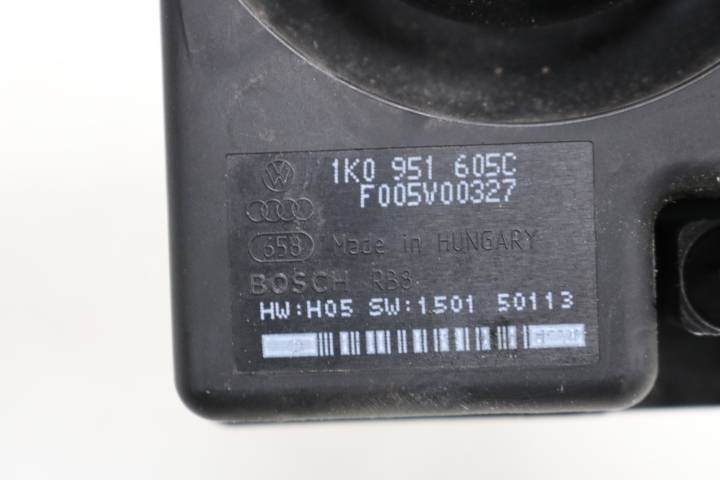 1K0 951 605C
F005V00327
658 Made in HUNGARY
BOSCH RB8.
HW:H05 SW:1501 50113